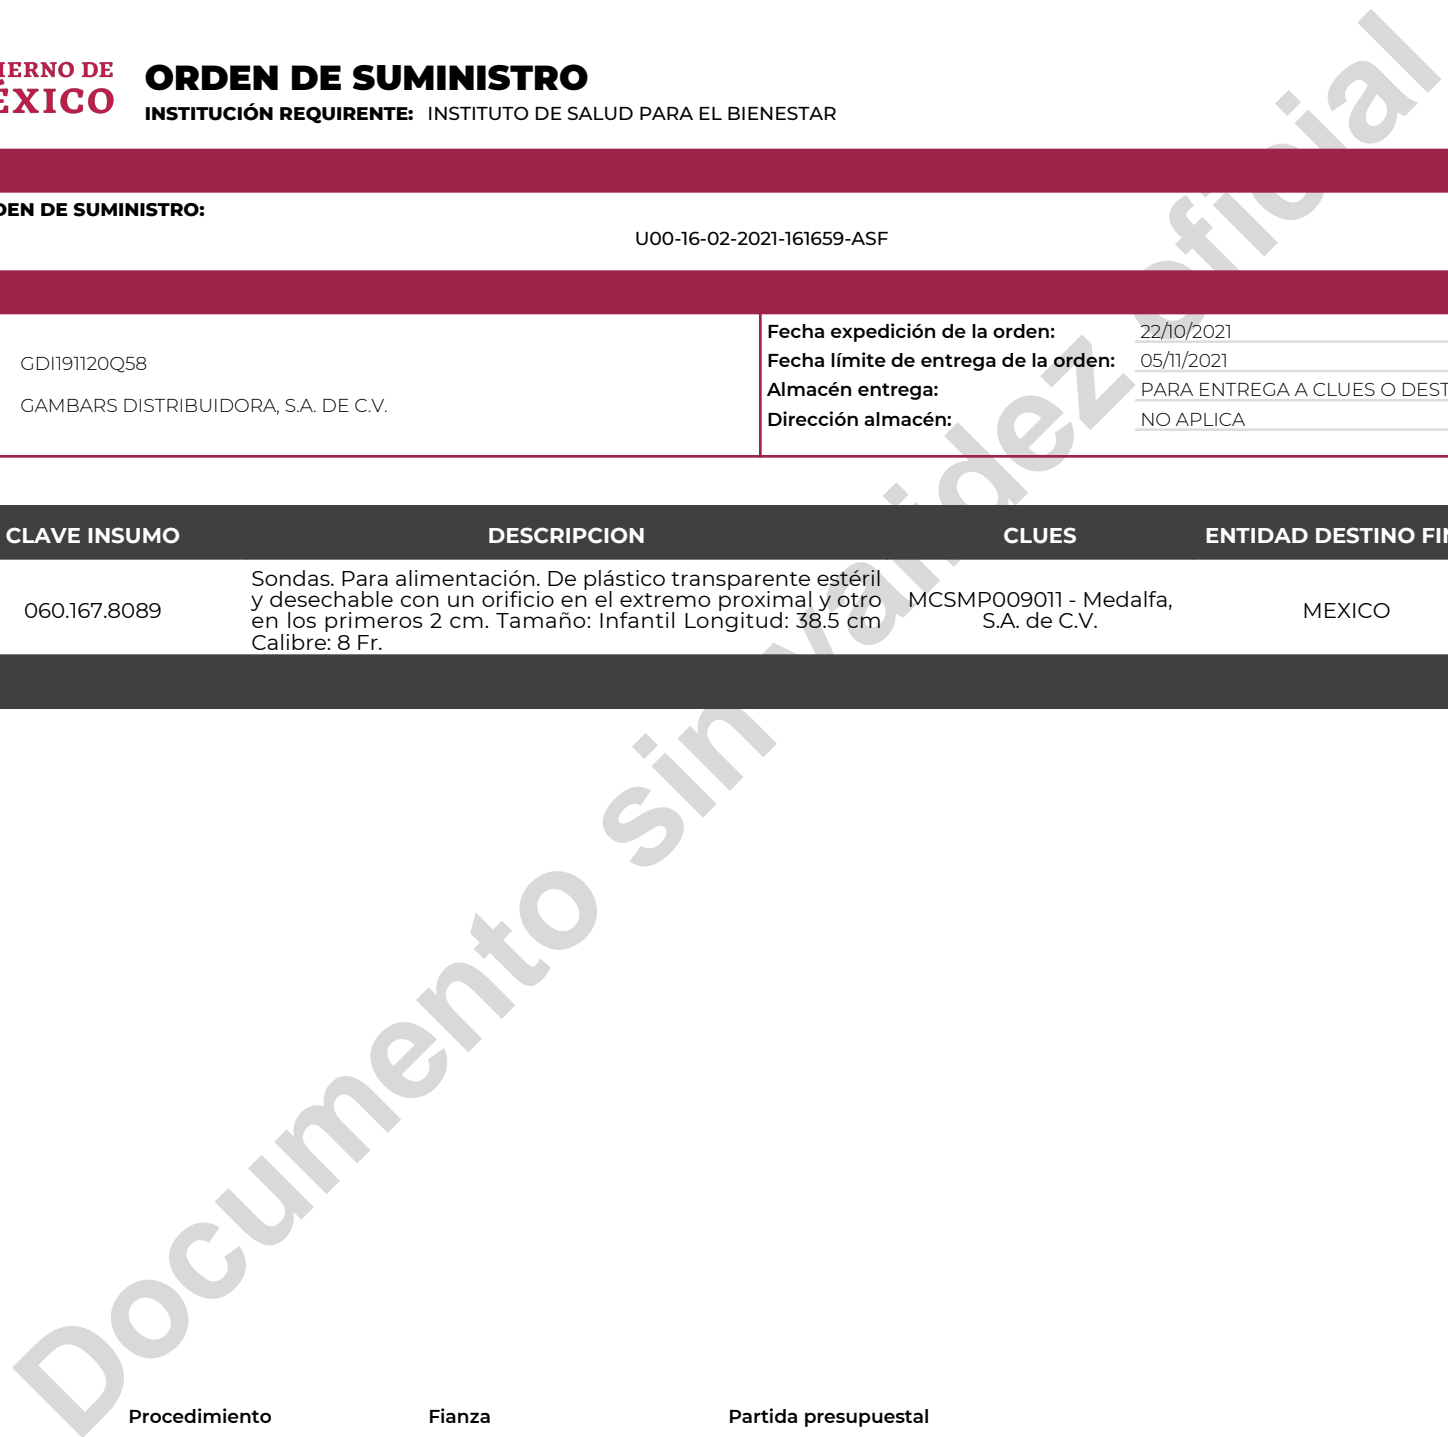 IERNO DE
ÉXICO
ORDEN DE SUMINISTRO
INSTITUCIÓN REQUIRENTE: INSTITUTO DE SALUD PARA EL BIENESTAR
DEN DE SUMINISTRO:
U00-16-02-2021-161659-ASF
GDI191120Q58
GAMBARS DISTRIBUIDORA, S.A. DE C.V.
Fecha expedición de la orden: 22/10/2021
Fecha límite de entrega de la orden: 05/11/2021
Almacén entrega: PARA ENTREGA A CLUES O DEST
Dirección almacén: NO APLICA
CLAVE INSUMO DESCRIPCION CLUES ENTIDAD DESTINO FIN
060.167.8089
Sondas. Para alimentación. De plástico transparente estéril
y desechable con un orificio en el extremo proximal y otro
en los primeros 2 cm. Tamaño: Infantil Longitud: 38.5 cm
Calibre: 8 Fr.
MCSMP009011 - Medalfa,
S.A. de C.V.
MEXICO
Documento sin validez oficial
Procedimiento Fianza Partida presupuestal